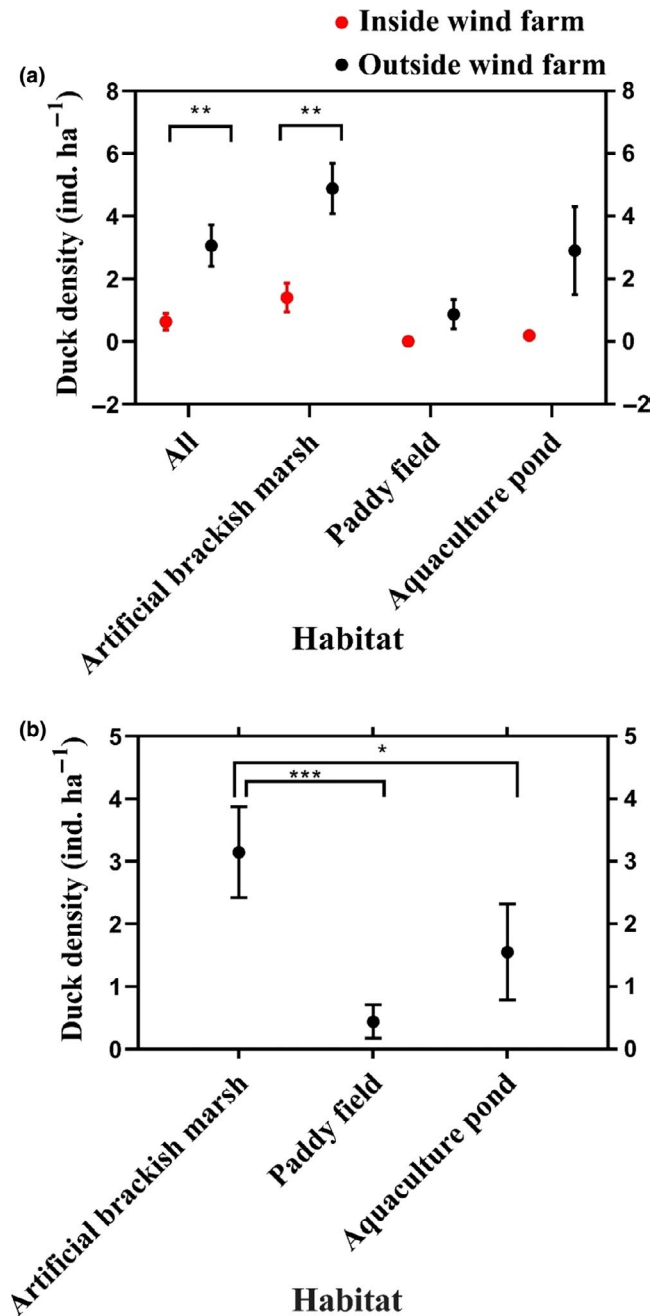 Inside wind farm
Outside wind farm
(a)
Duck density (ind. ha⁻¹)
8
6
4
2
0
−2
8
6
4
2
0
−2
**
**
All
Artificial brackish marsh
Paddy field
Aquaculture pond
Habitat
(b)
Duck density (ind. ha⁻¹)
5
4
3
2
1
0
5
4
3
2
1
0
*
***
Artificial brackish marsh
Paddy field
Aquaculture pond
Habitat